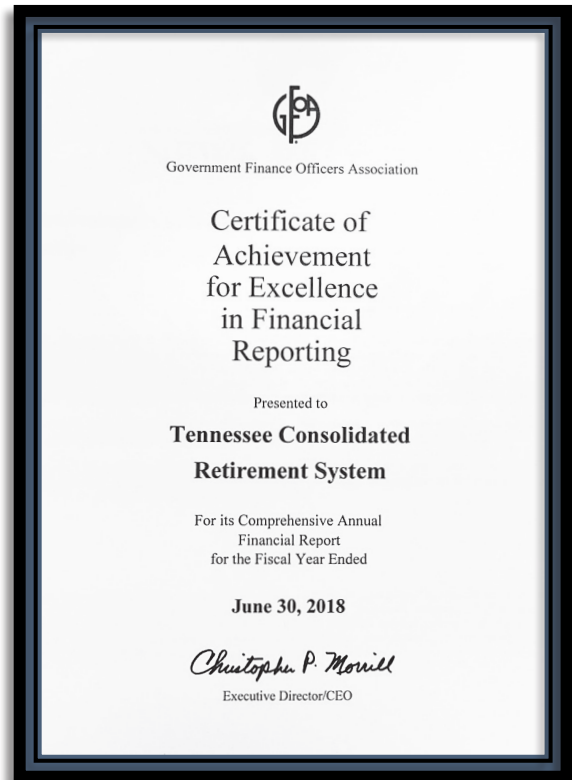 GFOA
Government Finance Officers Association
Certificate of
Achievement
for Excellence
in Financial
Reporting
Presented to
Tennessee Consolidated
Retirement System
For its Comprehensive Annual
Financial Report
for the Fiscal Year Ended
June 30, 2018
Christopher P. Morrill
Executive Director/CEO